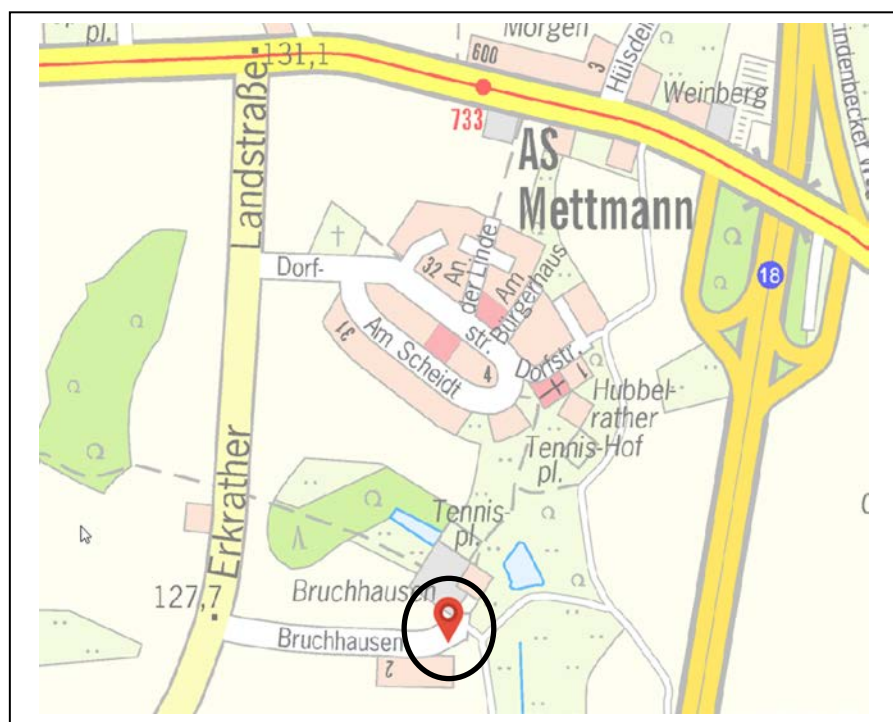 pl.
131,1
600
Morgen
3
Hülsdell
Weinberg
733
AS
Mettmann
Landstraße
Erkrather
Dorf-
str.
32
An
der Linde
Am
Bürgerhaus
31
Am Scheidt
4
Dorfstr.
1
Hubbel-
rather
Tennis-Hof
pl.
18
Tennis-
pl.
Bruchhausen
127,7
Bruchhausen
2